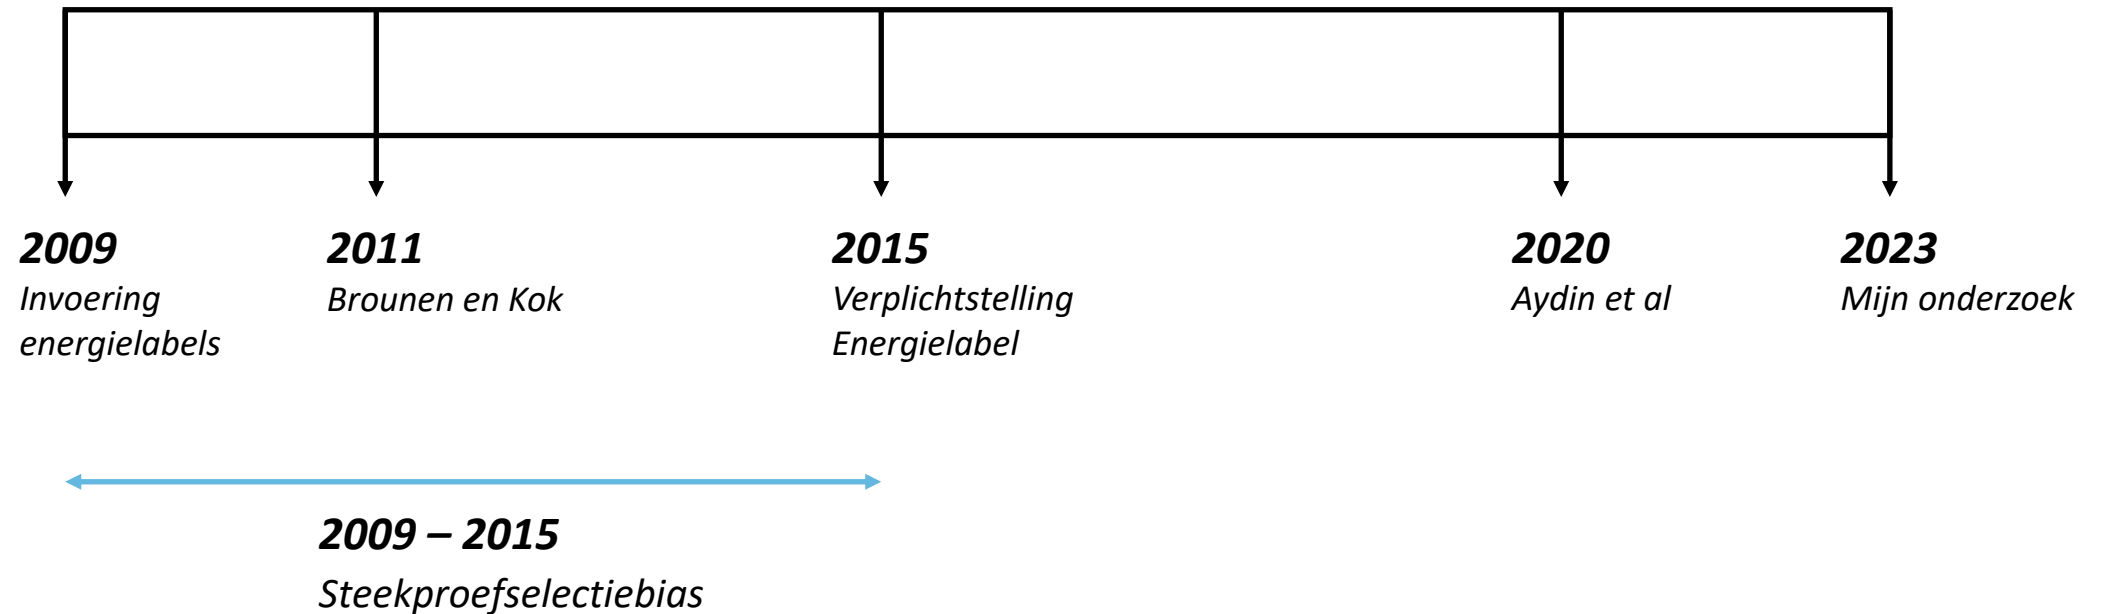 2009
Invoering
energielabels
2011
Brounen en Kok
2015
Verplichtstelling
Energielabel
2020
Aydin et al
2023
Mijn onderzoek
2009 – 2015
Steekproefselectiebias